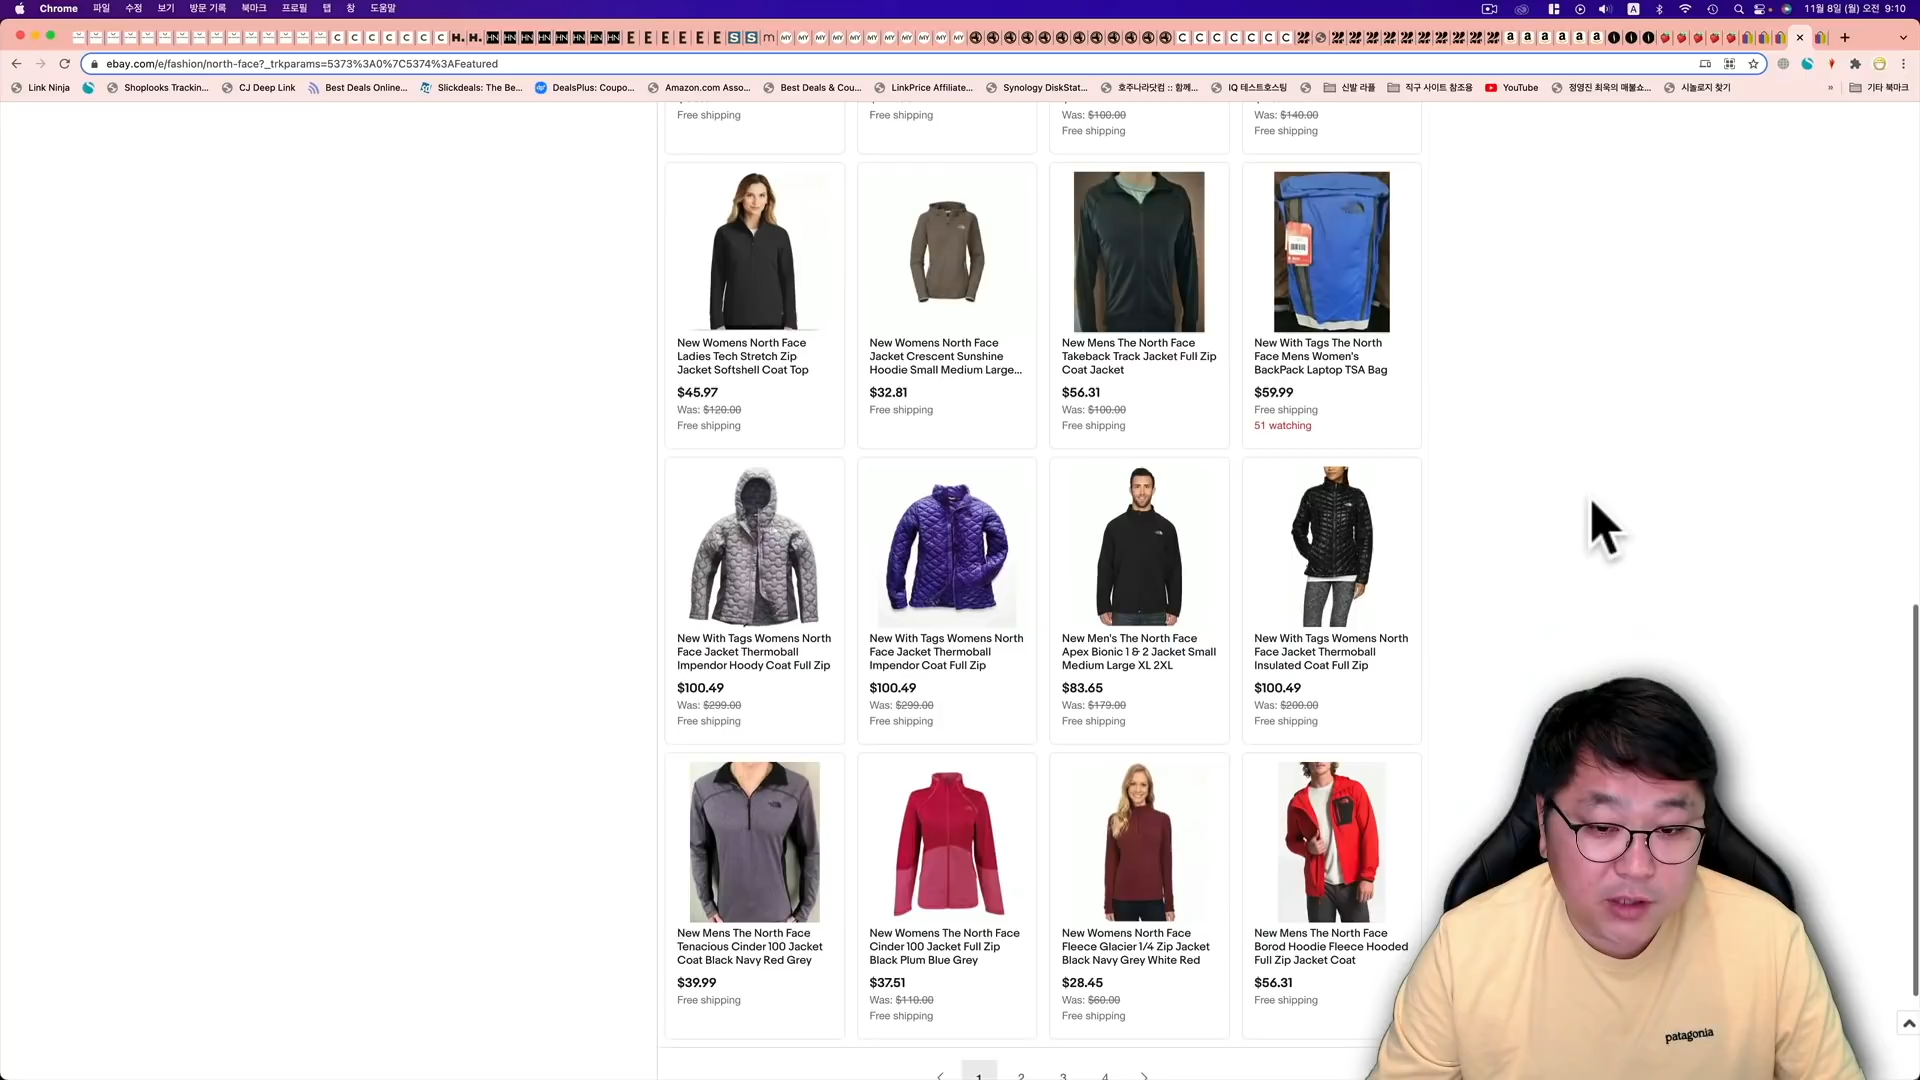 Chrome 파일 수정 보기 방문 기록 북마크 프로필 탭 창 도움말
11월 8일 (월) 오전 9:10
ebay.com/e/fashion/north-face?_trkparams=5373%3A0%7C5374%3AFeatured
Link Ninja Shoplooks Trackin... CJ Deep Link Best Deals Online... Slickdeals: The Be... DealsPlus: Coupo... Amazon.com Asso... Best Deals & Cou... LinkPrice Affiliate... Synology DiskStat... 호주나라닷컴 :: 함께... IQ 테스트호스팅 신발 라플 직구 사이트 참조용 YouTube 정영진 최욱의 매불쇼... 시놀로지 찾기 » 기타 북마크
Free shipping
Free shipping
Was: $100.00
Free shipping
Was: $140.00
Free shipping
New Womens North Face
Ladies Tech Stretch Zip
Jacket Softshell Coat Top
$45.97
Was: $120.00
Free shipping
New Womens North Face
Jacket Crescent Sunshine
Hoodie Small Medium Large...
$32.81
Free shipping
New Mens The North Face
Takeback Track Jacket Full Zip
Coat Jacket
$56.31
Was: $100.00
Free shipping
New With Tags The North
Face Mens Women's
BackPack Laptop TSA Bag
$59.99
Free shipping
51 watching
New With Tags Womens North
Face Jacket Thermoball
Impendor Hoody Coat Full Zip
$100.49
Was: $299.00
Free shipping
New With Tags Womens North
Face Jacket Thermoball
Impendor Coat Full Zip
$100.49
Was: $299.00
Free shipping
New Men's The North Face
Apex Bionic 1 & 2 Jacket Small
Medium Large XL 2XL
$83.65
Was: $179.00
Free shipping
New With Tags Womens North
Face Jacket Thermoball
Insulated Coat Full Zip
$100.49
Was: $200.00
Free shipping
New Mens The North Face
Tenacious Cinder 100 Jacket
Coat Black Navy Red Grey
$39.99
Free shipping
New Womens The North Face
Cinder 100 Jacket Full Zip
Black Plum Blue Grey
$37.51
Was: $110.00
Free shipping
New Womens North Face
Fleece Glacier 1/4 Zip Jacket
Black Navy Grey White Red
$28.45
Was: $60.00
Free shipping
New Mens The North Face
Borod Hoodie Fleece Hooded
Full Zip Jacket Coat
$56.31
Free shipping
patagonia
1 2 3 4